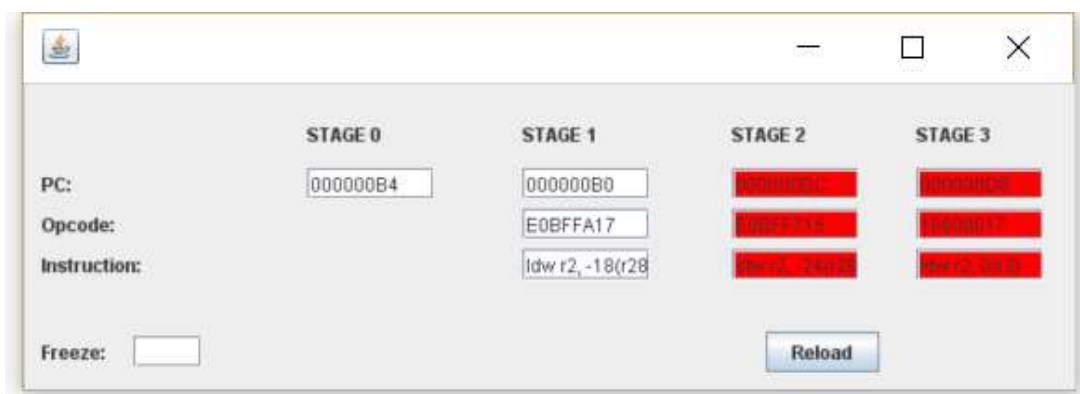 STAGE 0 STAGE 1 STAGE 2 STAGE 3
PC: 000000B4 000000B0
Opcode: E0BFFA17
Instruction: ldw r2, -18(r28
Freeze:
Reload